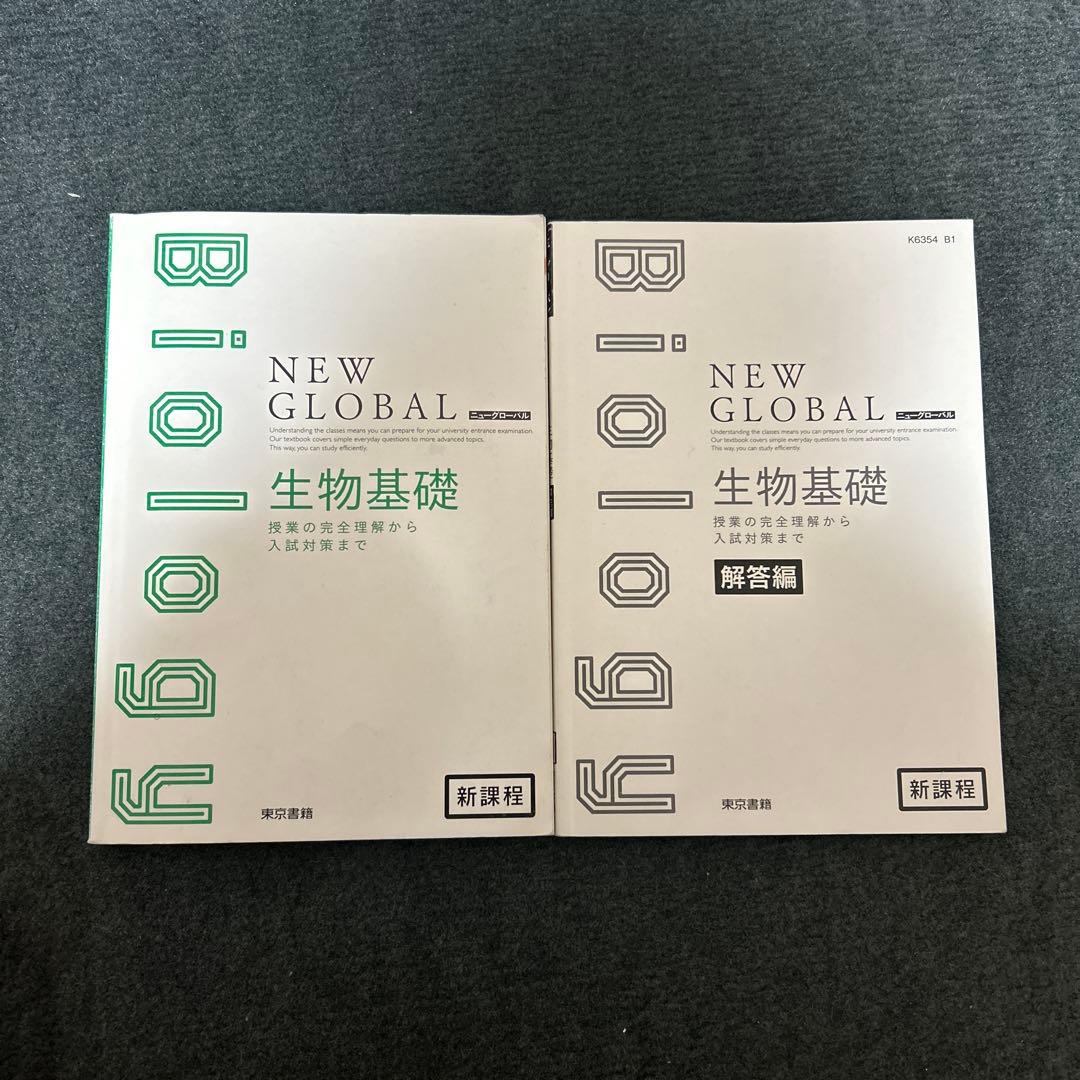 Biology
NEW
GLOBAL ニューグローバル
Understanding the classes means you can prepare for your university entrance examination.
Our textbook covers simple everyday questions to more advanced topics.
This way, you can study efficiently.
生物基礎
授業の完全理解から
入試対策まで
東京書籍
新課程
K6354 B1
Biology
NEW
GLOBAL ニューグローバル
Understanding the classes means you can prepare for your university entrance examination.
Our textbook covers simple everyday questions to more advanced topics.
This way, you can study efficiently.
生物基礎
授業の完全理解から
入試対策まで
解答編
東京書籍
新課程